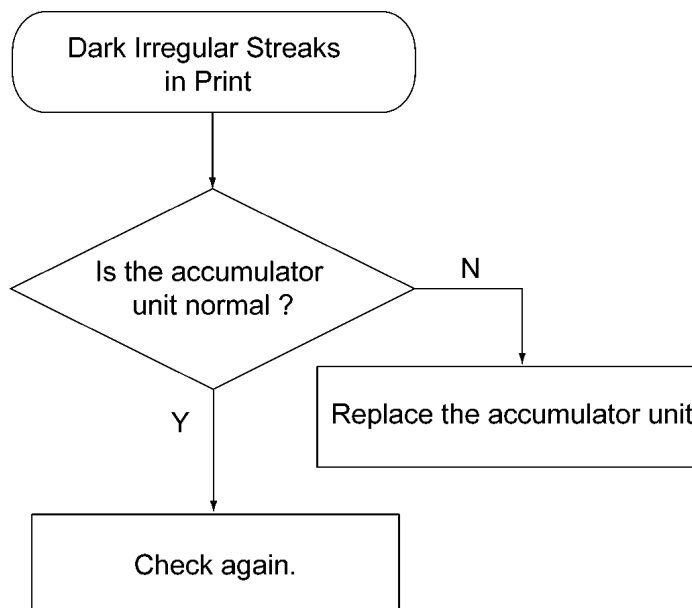 Dark Irregular Streaks
in Print
Is the accumulator
unit normal ?
N
Replace the accumulator unit
Y
Check again.